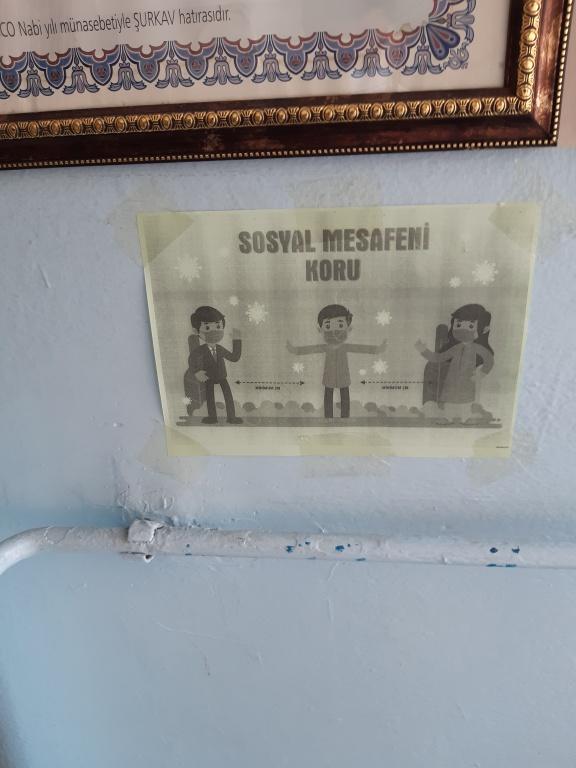 CO Nabi yılı münasebetiyle ŞURKAV hatırasıdır.
SOSYAL MESAFENİ
KORU